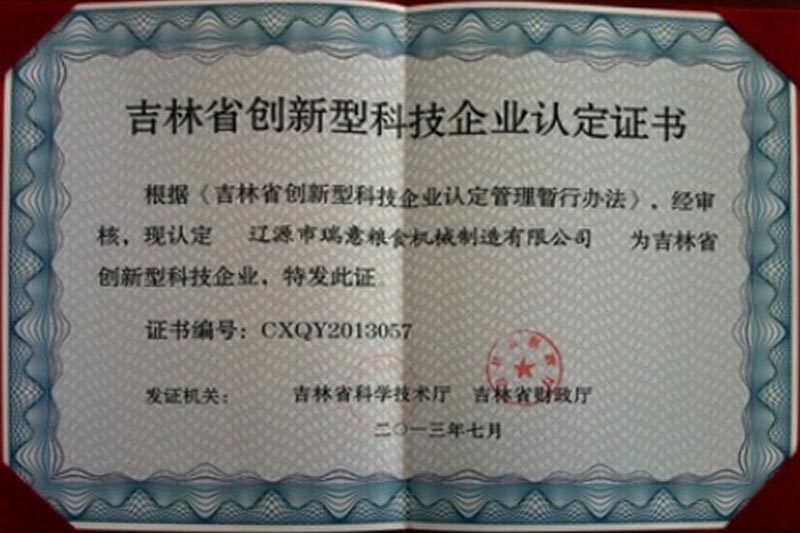 吉林省创新型科技企业认定证书
根据《吉林省创新型科技企业认定管理暂行办法》，经审
核，现认定 辽源市瑞意粮食机械制造有限公司 为吉林省
创新型科技企业，特发此证。
证书编号：CXQY2013057
发证机关： 吉林省科学技术厅 吉林省财政厅
二〇一三年七月